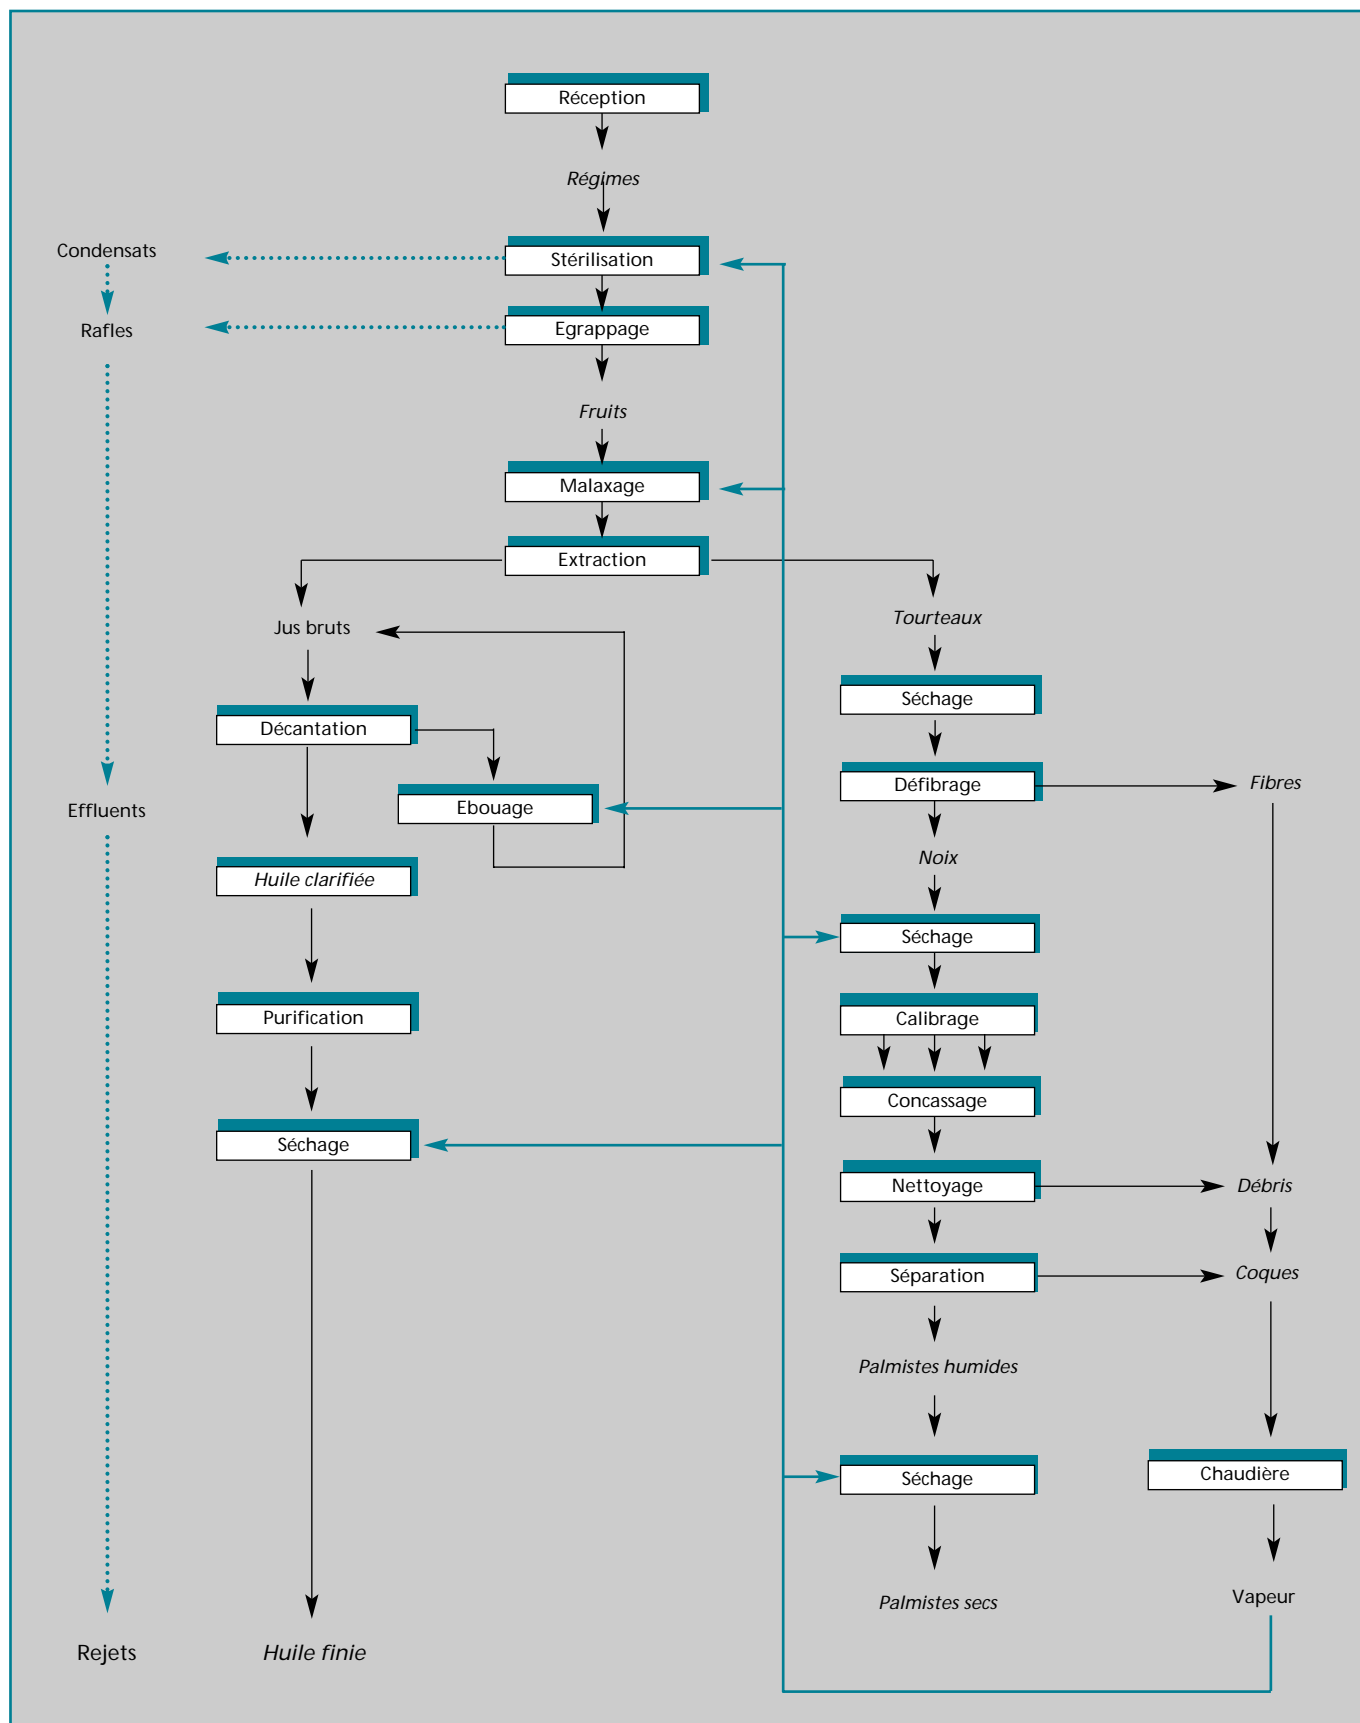 Réception
Régimes
Condensats
Stérilisation
Rafles
Egrappage
Fruits
Malaxage
Extraction
Jus bruts
Tourteaux
Séchage
Décantation
Défibrage
Fibres
Ebouage
Effluents
Noix
Huile clarifiée
Séchage
Purification
Calibrage
Concassage
Séchage
Nettoyage
Débris
Séparation
Coques
Palmistes humides
Séchage
Chaudière
Palmistes secs
Vapeur
Rejets
Huile finie